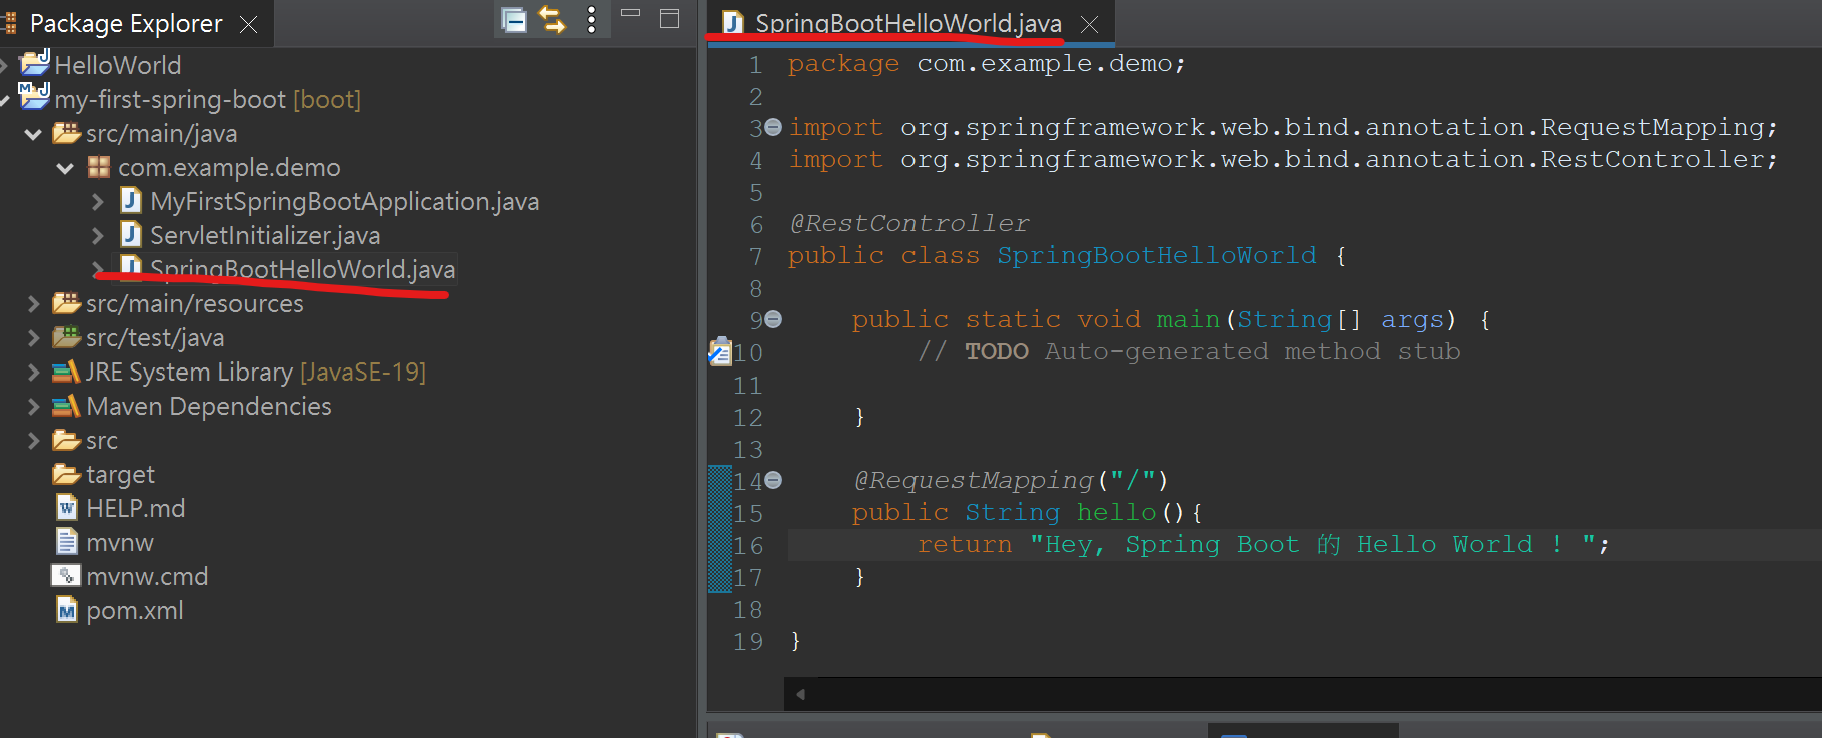 Package Explorer
HelloWorld
my-first-spring-boot [boot]
src/main/java
com.example.demo
MyFirstSpringBootApplication.java
ServletInitializer.java
SpringBootHelloWorld.java
src/main/resources
src/test/java
JRE System Library [JavaSE-19]
Maven Dependencies
src
target
HELP.md
mvnw
mvnw.cmd
pom.xml
SpringBootHelloWorld.java
1 package com.example.demo;
2
3 import org.springframework.web.bind.annotation.RequestMapping;
4 import org.springframework.web.bind.annotation.RestController;
5
6 @RestController
7 public class SpringBootHelloWorld {
8
9 public static void main(String[] args) {
10 // TODO Auto-generated method stub
11
12 }
13
14 @RequestMapping("/")
15 public String hello(){
16 return "Hey, Spring Boot 的 Hello World ! ";
17 }
18
19 }